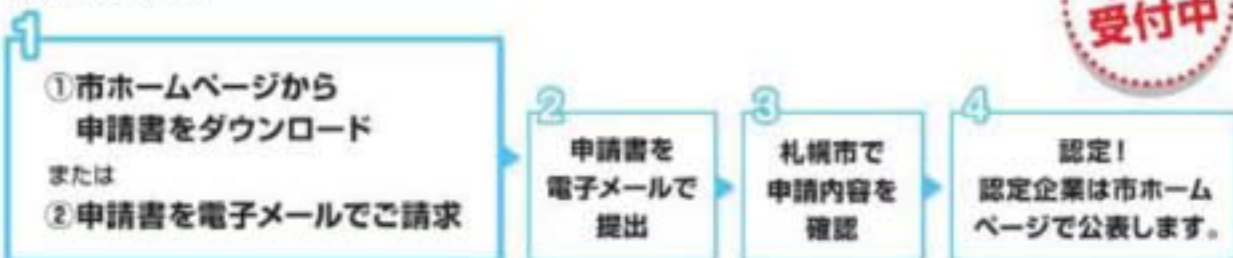 受付中
1
①市ホームページから
申請書をダウンロード
または
②申請書を電子メールでご請求
2
申請書を
電子メールで
提出
3
札幌市で
申請内容を
確認
4
認定!
認定企業は市ホーム
ページで公表します。